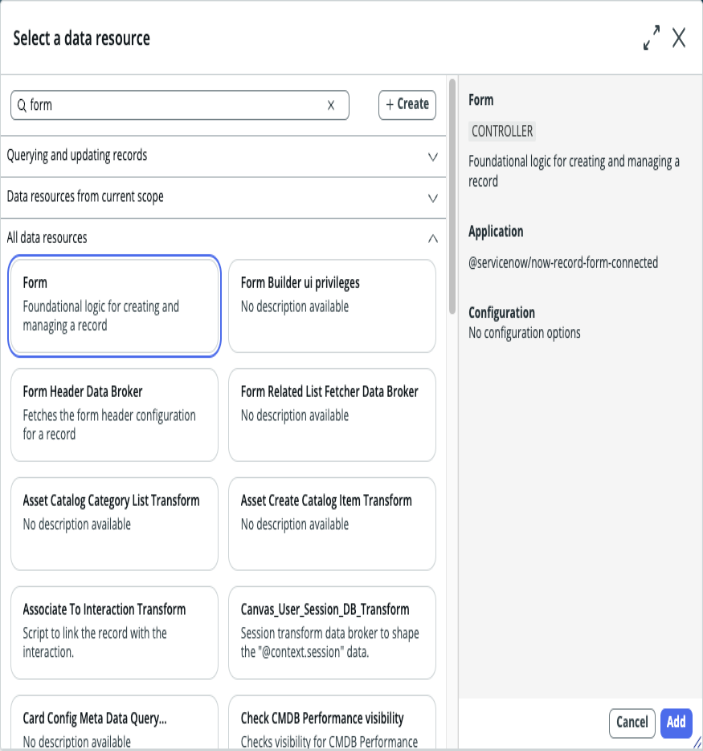 Select a data resource
form
x
+ Create
Querying and updating records
Data resources from current scope
All data resources
Form
Foundational logic for creating and
managing a record
Form Builder ui privileges
No description available
Form Header Data Broker
Fetches the form header configuration
for a record
Form Related List Fetcher Data Broker
No description available
Asset Catalog Category List Transform
No description available
Asset Create Catalog Item Transform
No description available
Associate To Interaction Transform
Script to link the record with the
interaction.
Canvas_User_Session_DB_Transform
Session transform data broker to shape
the "@context.session" data.
Card Config Meta Data Query...
No description available
Check CMDB Performance visibility
Checks visibility for CMDB Performance
Form
CONTROLLER
Foundational logic for creating and managing a
record
Application
@servicenow/now-record-form-connected
Configuration
No configuration options
Cancel
Add